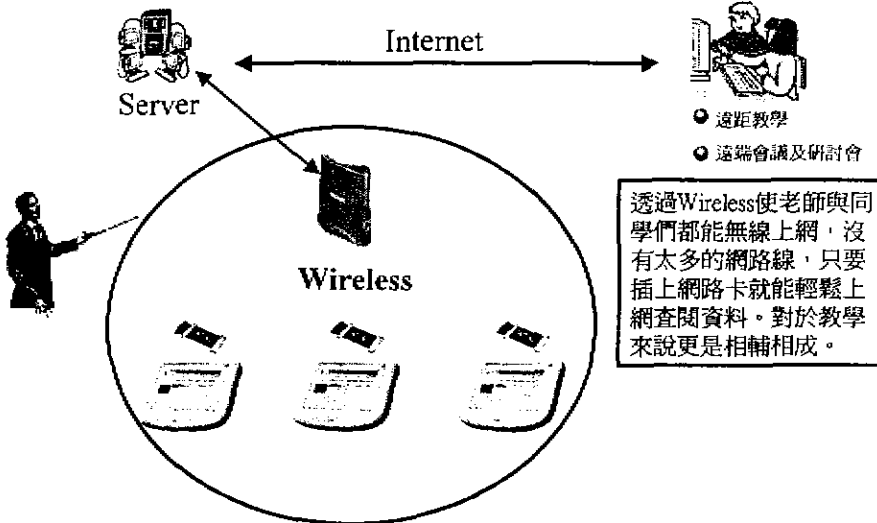 Internet
Server
遠距教學
遠端會議及研討會
透過Wireless使老師與同
學們都能無線上網，沒
有太多的網路線，只要
插上網路卡就能輕鬆上
網查閱資料。對於教學
來說更是相輔相成。
Wireless